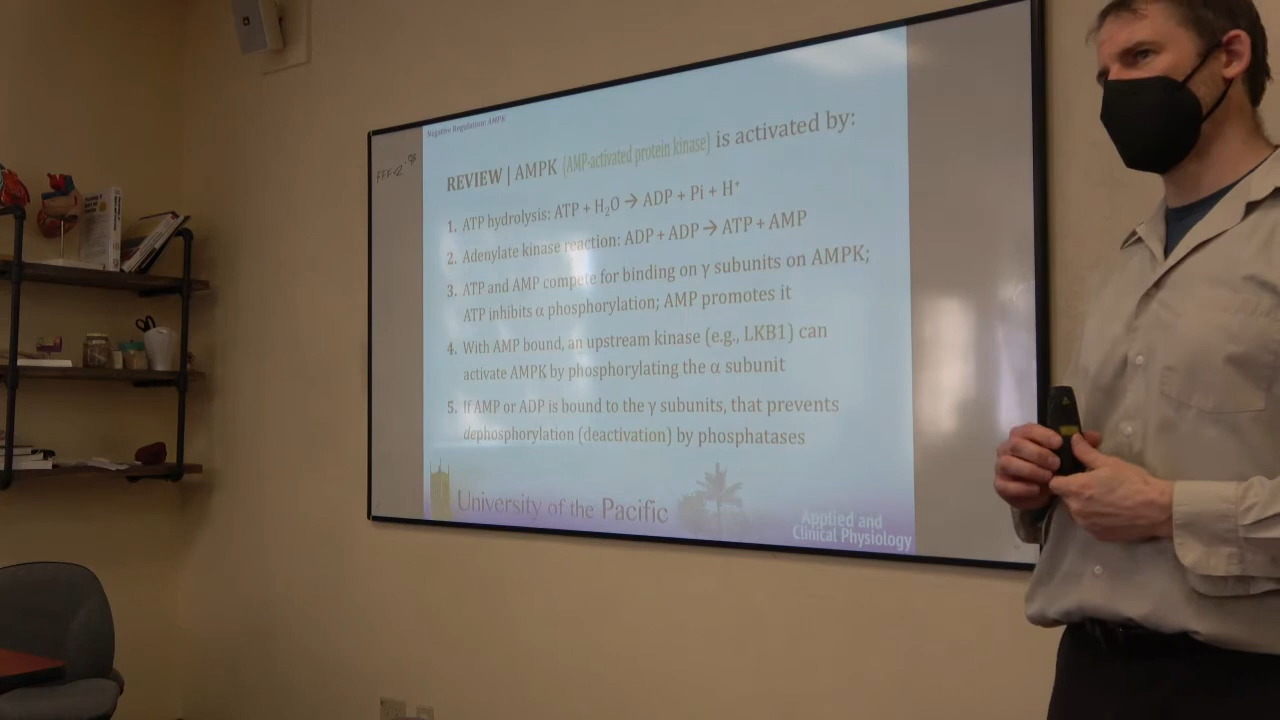 Negative Regulation: AMPK
REVIEW | AMPK (AMP-activated protein kinase) is activated by:
1. ATP hydrolysis: ATP + H₂O → ADP + Pi + H⁺
2. Adenylate kinase reaction: ADP + ADP → ATP + AMP
3. ATP and AMP compete for binding on γ subunits on AMPK;
ATP inhibits α phosphorylation; AMP promotes it
4. With AMP bound, an upstream kinase (e.g., LKB1) can
activate AMPK by phosphorylating the α subunit
5. If AMP or ADP is bound to the γ subunits, that prevents
dephosphorylation (deactivation) by phosphatases
University of the Pacific
Applied and
Clinical Physiology